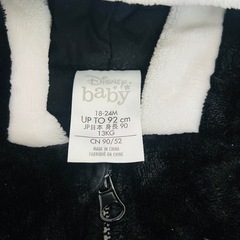 Disney
baby
18-24M
UP TO 92 cm
JP日本 身長 90
13KG
CN 90/52
MADE IN CHINA
FABRIQUÉ EN CHINE